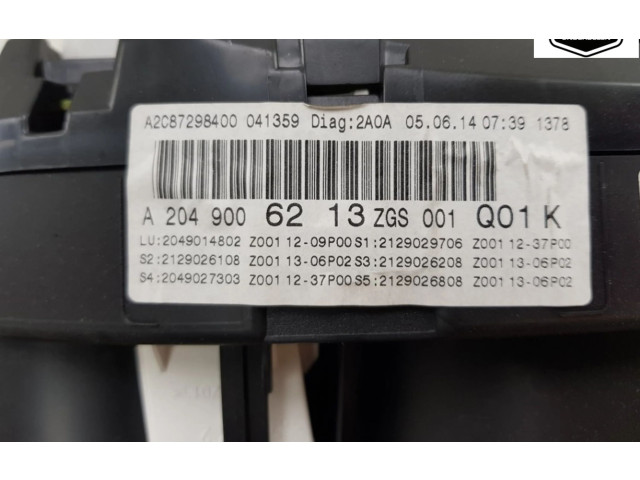 A2C87298400 041359 Diag:2A0A 05.06.14 07:39 1378
A 204 900 62 13 ZGS 001 Q01 K
LU:2049014802 Z001 12-09P00 S1:2129029706 Z001 12-37P00
S2:2129026108 Z001 13-06P02 S3:2129026208 Z001 13-06P02
S4:2049027303 Z001 12-37P00 S5:2129026808 Z001 13-06P02